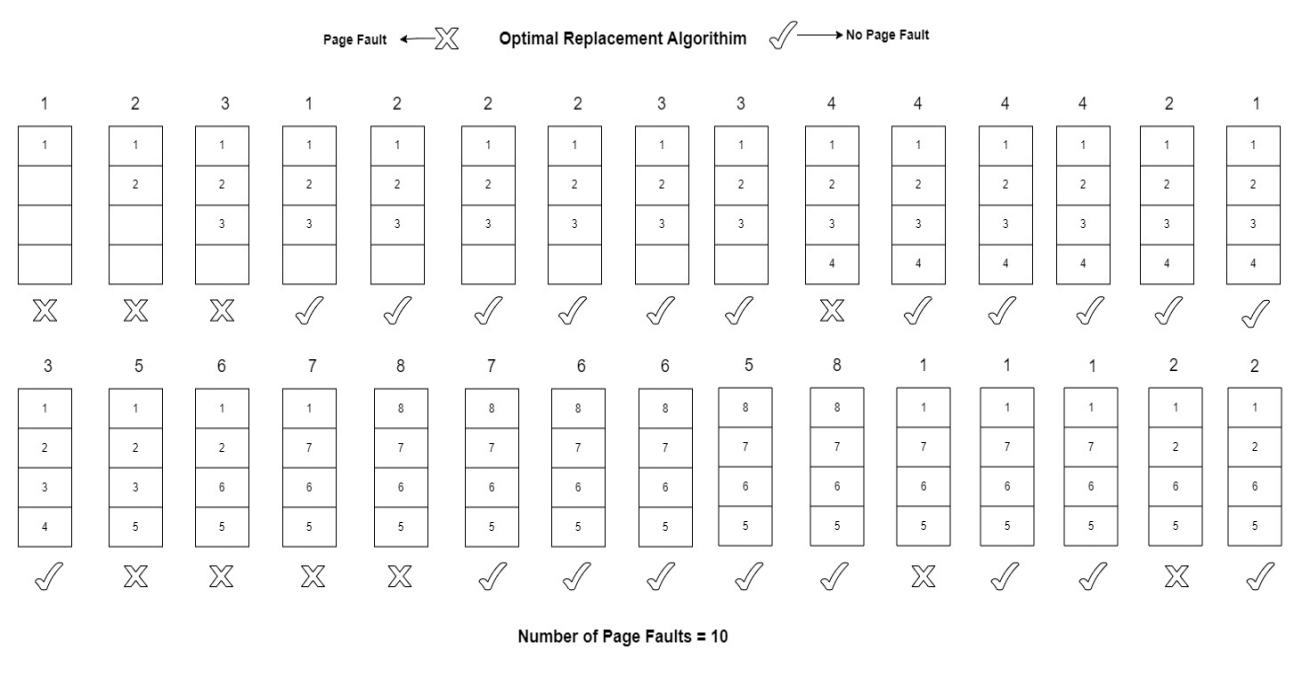 Page Fault Optimal Replacement Algorithim No Page Fault
1 2 3 1 2 2 2 3 3 4 4 4 4 2 1
1 1 1 1 1 1 1 1 1 1 1 1 1 1 1
2 2 2 2 2 2 2 2 2 2 2 2 2 2
3 3 3 3 3 3 3 3 3 3 3 3 3
4 4 4 4 4 4
3 5 6 7 8 7 6 6 5 8 1 1 1 2 2
1 1 1 1 8 8 8 8 8 8 1 1 1 1 1
2 2 2 7 7 7 7 7 7 7 7 7 7 2 2
3 3 6 6 6 6 6 6 6 6 6 6 6 6 6
4 5 5 5 5 5 5 5 5 5 5 5 5 5 5
Number of Page Faults = 10